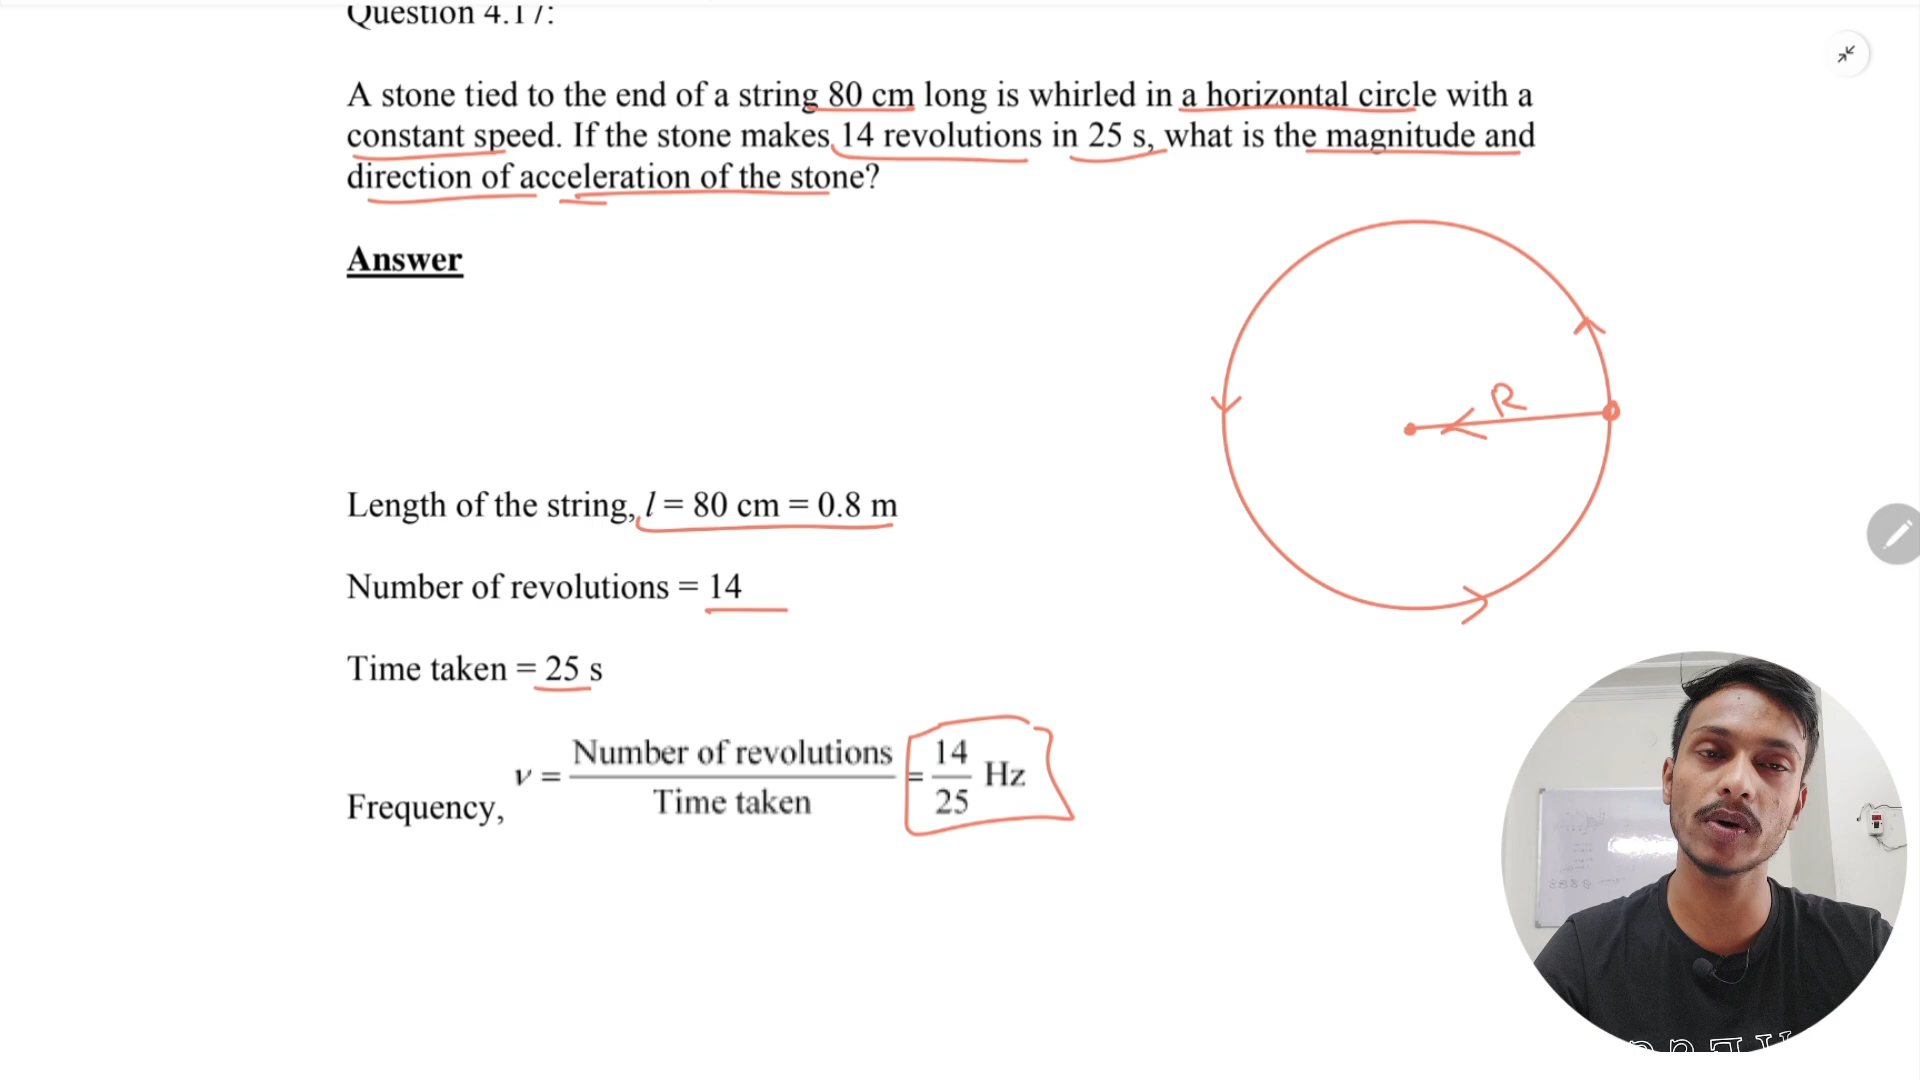 Question 4.17:
A stone tied to the end of a string 80 cm long is whirled in a horizontal circle with a
constant speed. If the stone makes 14 revolutions in 25 s, what is the magnitude and
direction of acceleration of the stone?
Answer
R
Length of the string, l = 80 cm = 0.8 m
Number of revolutions = 14
Time taken = 25 s
Frequency, ν = Number of revolutions / Time taken = 14/25 Hz